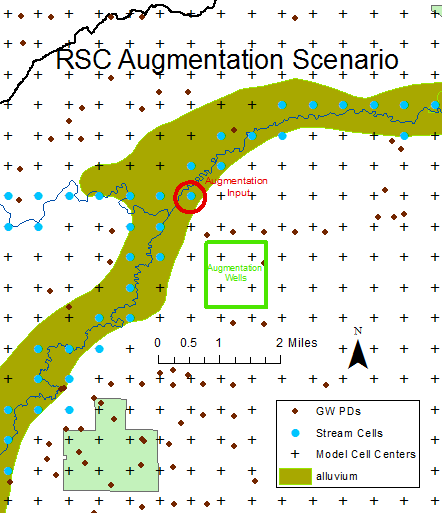 RSC Augmentation Scenario
Augmentation
Input
Augmentation
Wells
N
0 0.5 1 2 Miles
GW PDs
Stream Cells
Model Cell Centers
alluvium